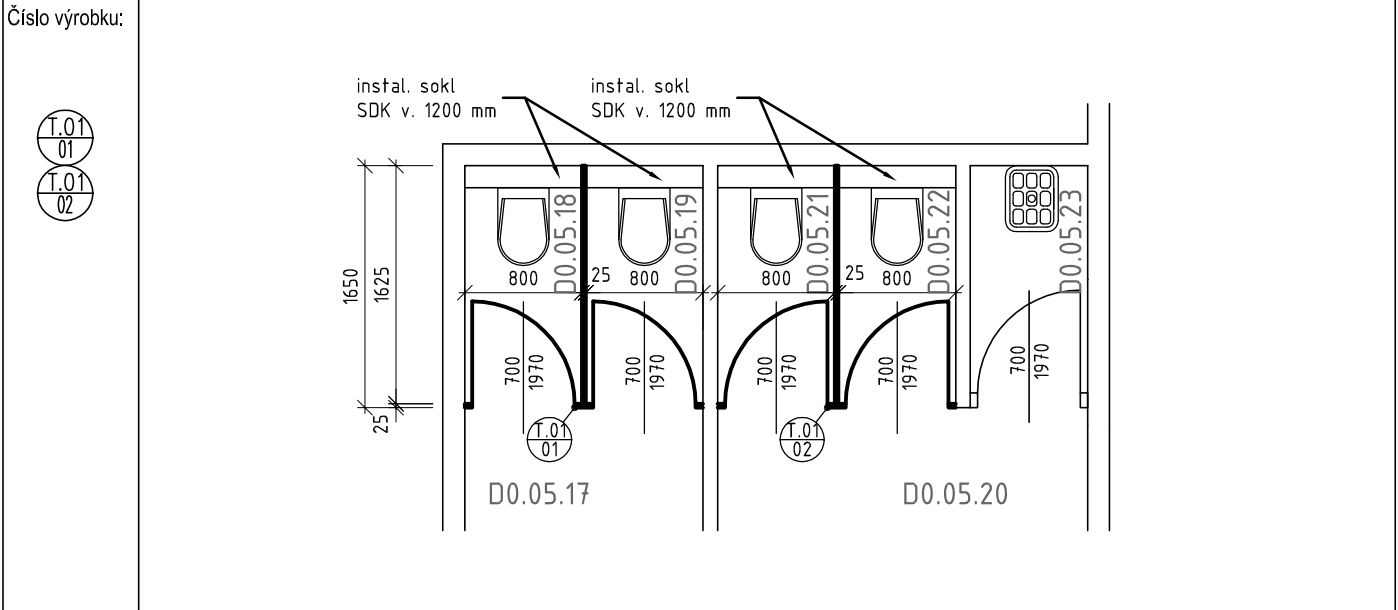 Číslo výrobku:
T.01
01
T.01
02
instal. sokl
SDK v. 1200 mm
instal. sokl
SDK v. 1200 mm
D0.05.18
D0.05.19
D0.05.21
D0.05.22
D0.05.23
1650
1625
25
800
25
800
800
25
800
700
1970
700
1970
700
1970
700
1970
700
1970
T.01
01
T.01
02
D0.05.17
D0.05.20